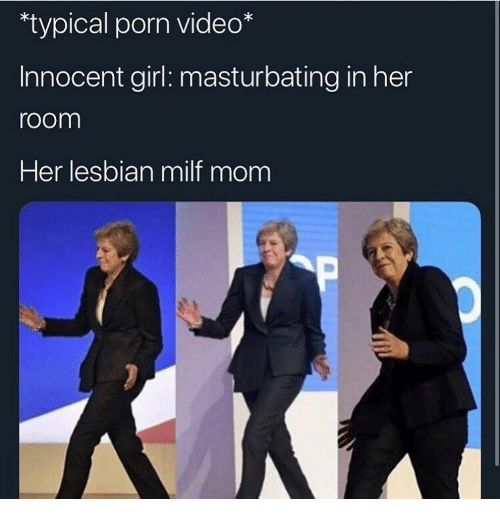 *typical porn video*
Innocent girl: masturbating in her
room
Her lesbian milf mom
P
O